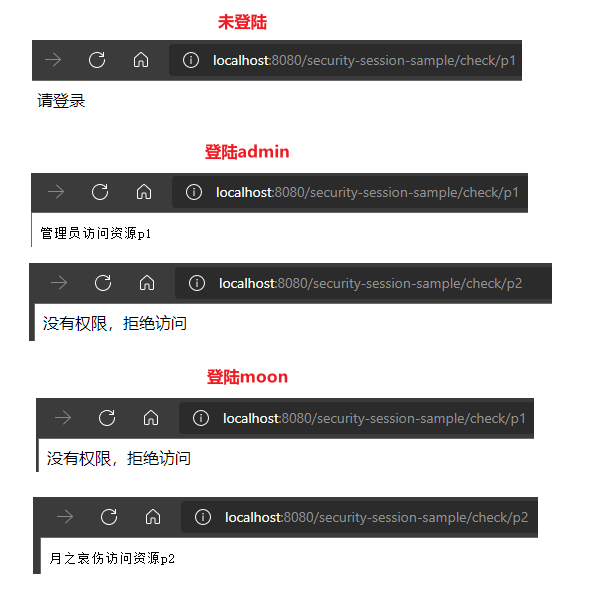 未登陆
localhost:8080/security-session-sample/check/p1
请登录
登陆admin
localhost:8080/security-session-sample/check/p1
管理员访问资源p1
localhost:8080/security-session-sample/check/p2
没有权限，拒绝访问
登陆moon
localhost:8080/security-session-sample/check/p1
没有权限，拒绝访问
localhost:8080/security-session-sample/check/p2
月之哀伤访问资源p2